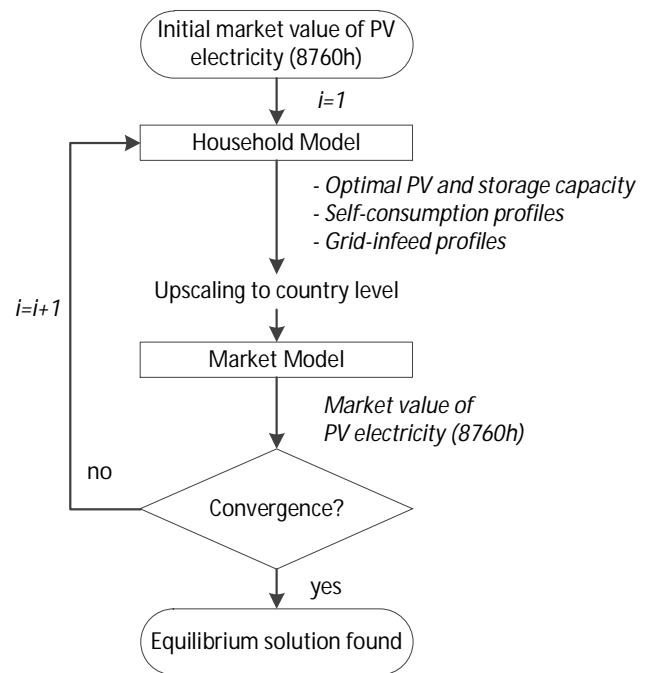 Initial market value of PV
electricity (8760h)
i=1
Household Model
- Optimal PV and storage capacity
- Self-consumption profiles
- Grid-infeed profiles
Upscaling to country level
i=i+1
Market Model
Market value of
PV electricity (8760h)
no
Convergence?
yes
Equilibrium solution found